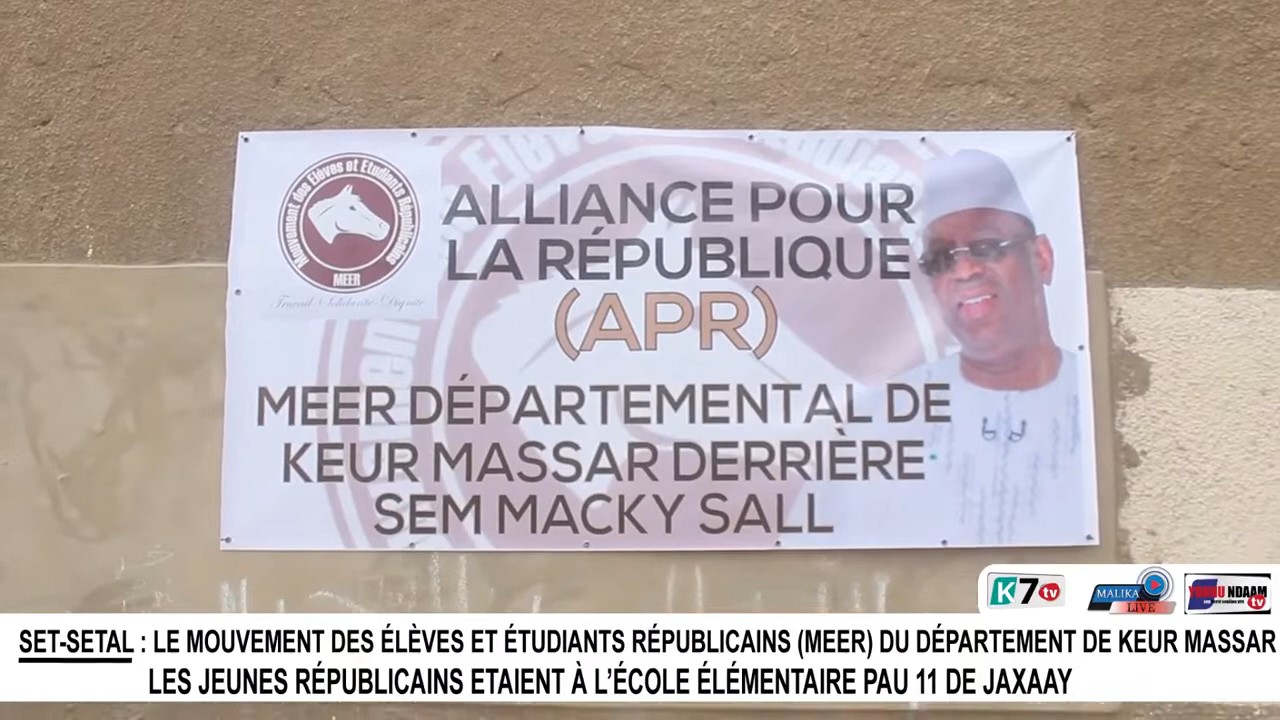 Mouvement des Elèves et Etudiants Républicains
MEER
Travail-Solidarité-Dignité
ALLIANCE POUR
LA RÉPUBLIQUE
(APR)
MEER DÉPARTEMENTAL DE
KEUR MASSAR DERRIÈRE
SEM MACKY SALL
K7 tv
MALIKA
LIVE
NDAAM
tv
SET-SETAL : LE MOUVEMENT DES ÉLÈVES ET ÉTUDIANTS RÉPUBLICAINS (MEER) DU DÉPARTEMENT DE KEUR MASSAR
LES JEUNES RÉPUBLICAINS ETAIENT À L'ÉCOLE ÉLÉMENTAIRE PAU 11 DE JAXAAY